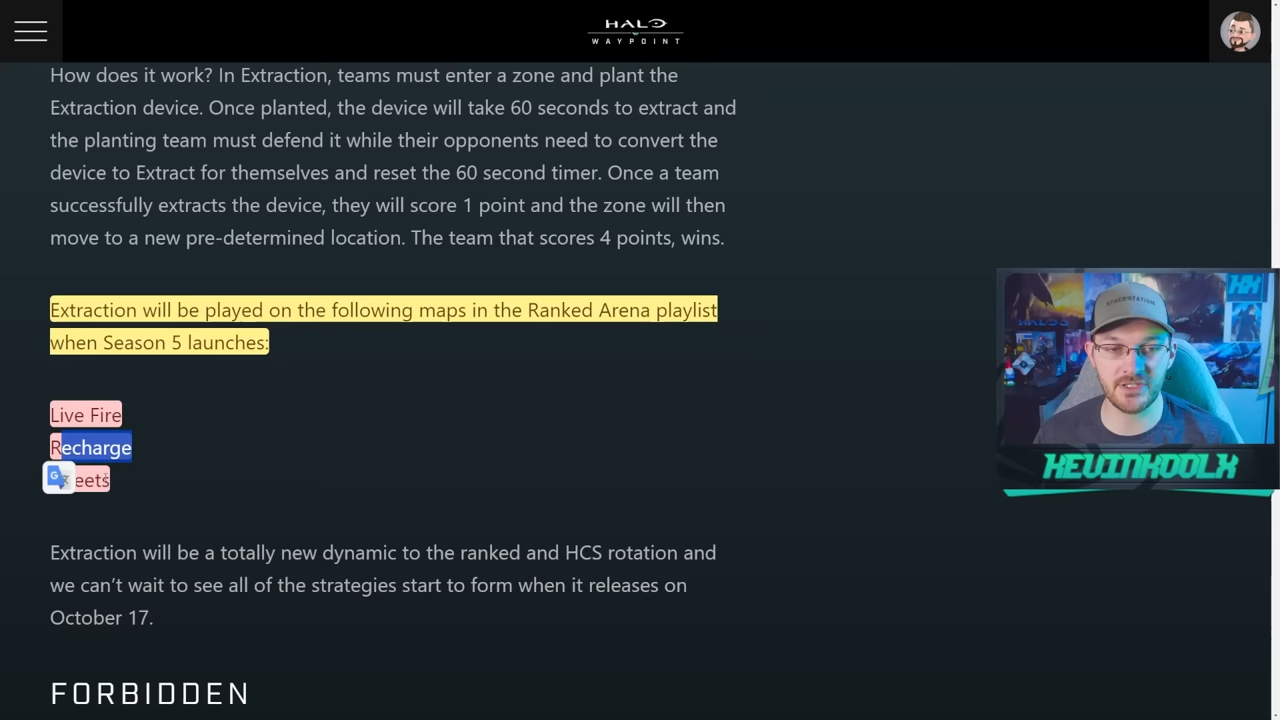 HALO
WAYPOINT
How does it work? In Extraction, teams must enter a zone and plant the
Extraction device. Once planted, the device will take 60 seconds to extract and
the planting team must defend it while their opponents need to convert the
device to Extract for themselves and reset the 60 second timer. Once a team
successfully extracts the device, they will score 1 point and the zone will then
move to a new pre-determined location. The team that scores 4 points, wins.
Extraction will be played on the following maps in the Ranked Arena playlist
when Season 5 launches:
Live Fire
Recharge
eets
Extraction will be a totally new dynamic to the ranked and HCS rotation and
we can’t wait to see all of the strategies start to form when it releases on
October 17.
FORBIDDEN
SPACESTATION
KEVINKOOLX